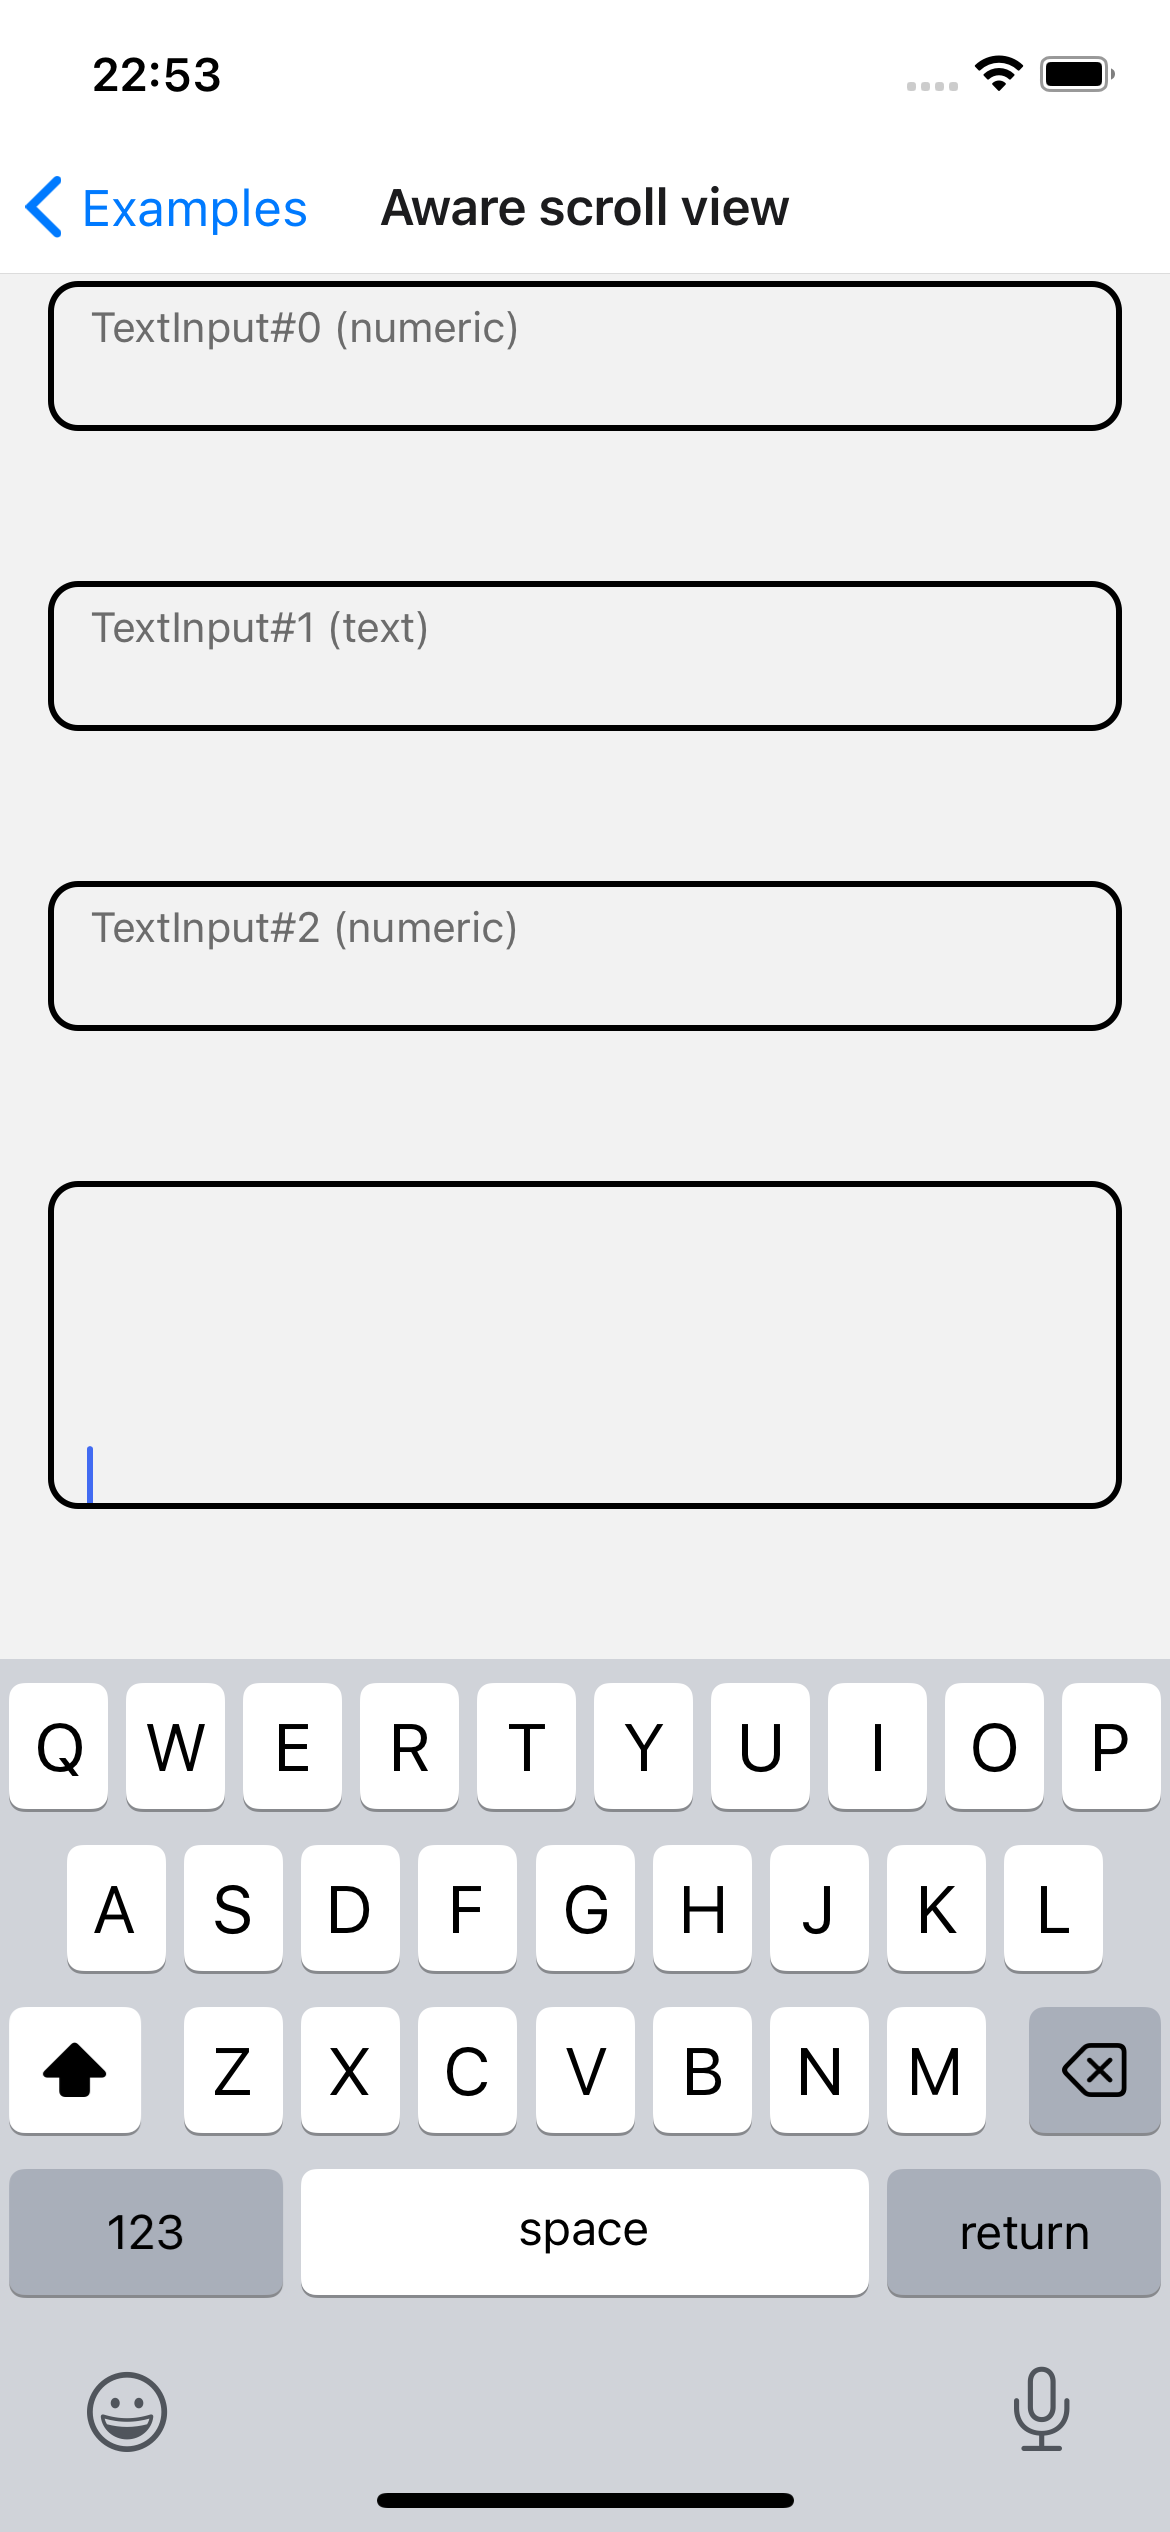 22:53
Examples
Aware scroll view
TextInput#0 (numeric)
TextInput#1 (text)
TextInput#2 (numeric)
Q W E R T Y U I O P
A S D F G H J K L
Z X C V B N M
123 space return